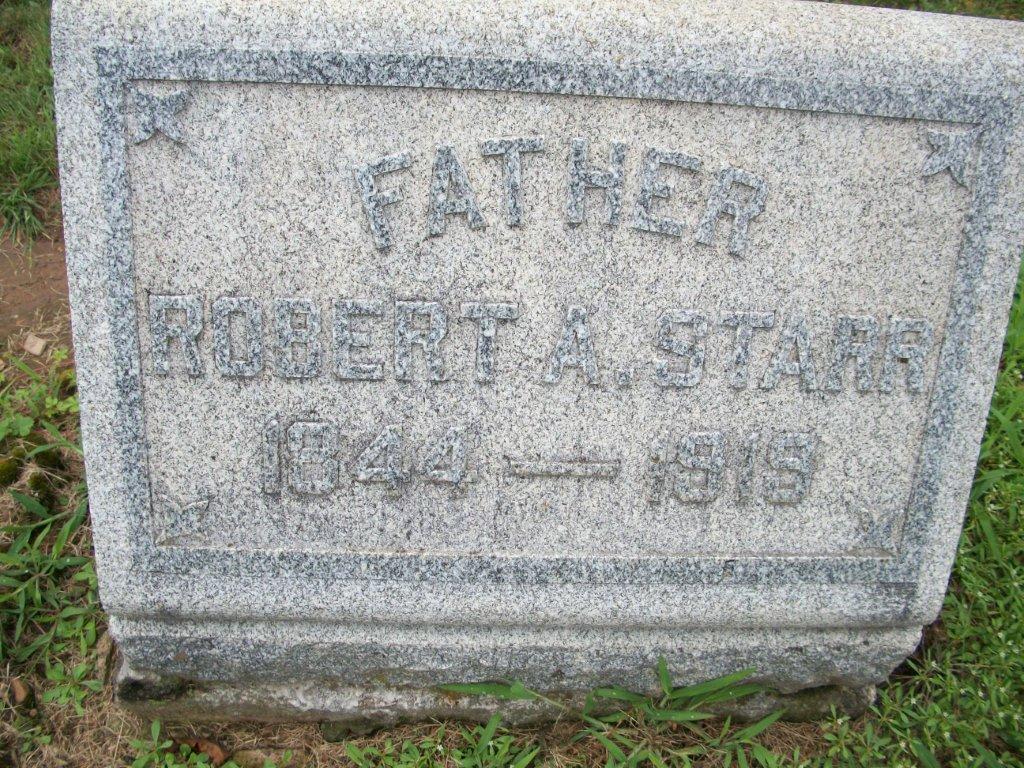 FATHER
ROBERT A. STARR
1844 — 1919